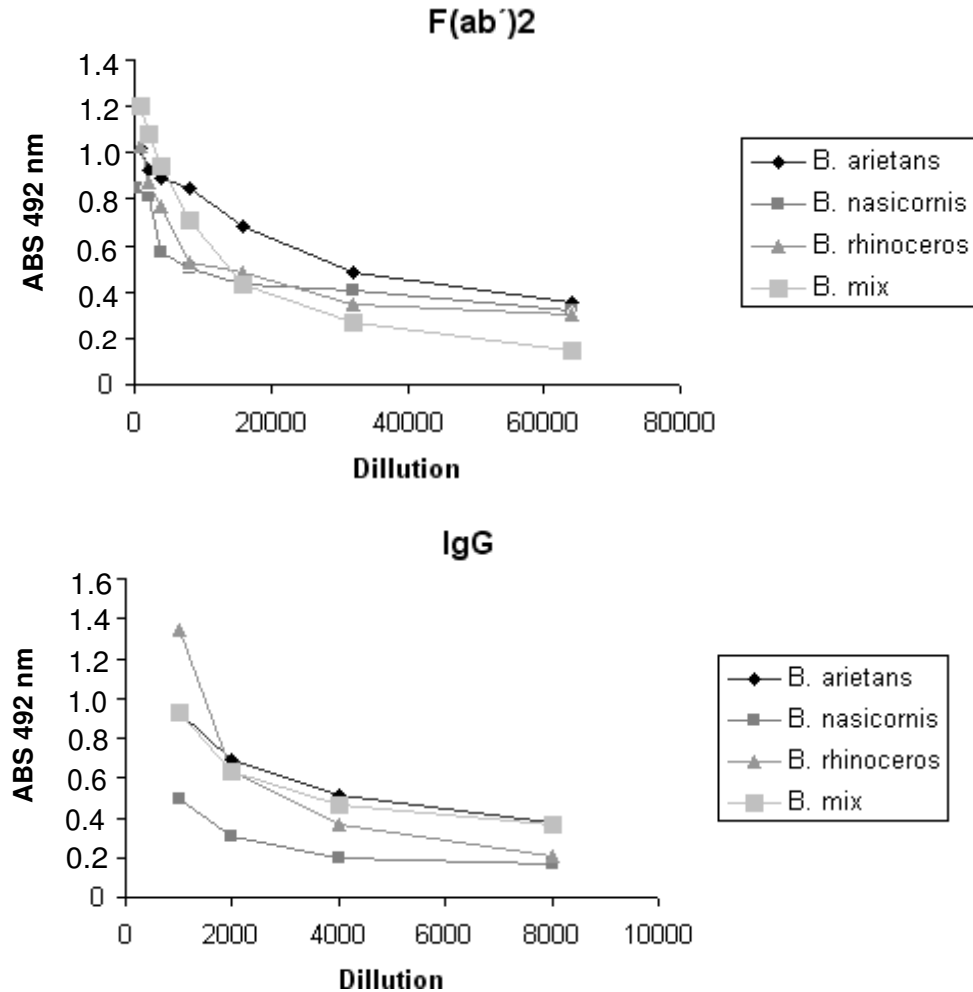 F(ab´)2
1.4
1.2
1.0
0.8
0.6
0.4
0.2
0
ABS 492 nm
0 20000 40000 60000 80000
Dillution
B. arietans
B. nasicornis
B. rhinoceros
B. mix
IgG
1.6
1.4
1.2
1.0
0.8
0.6
0.4
0.2
0
ABS 492 nm
0 2000 4000 6000 8000 10000
Dillution
B. arietans
B. nasicornis
B. rhinoceros
B. mix